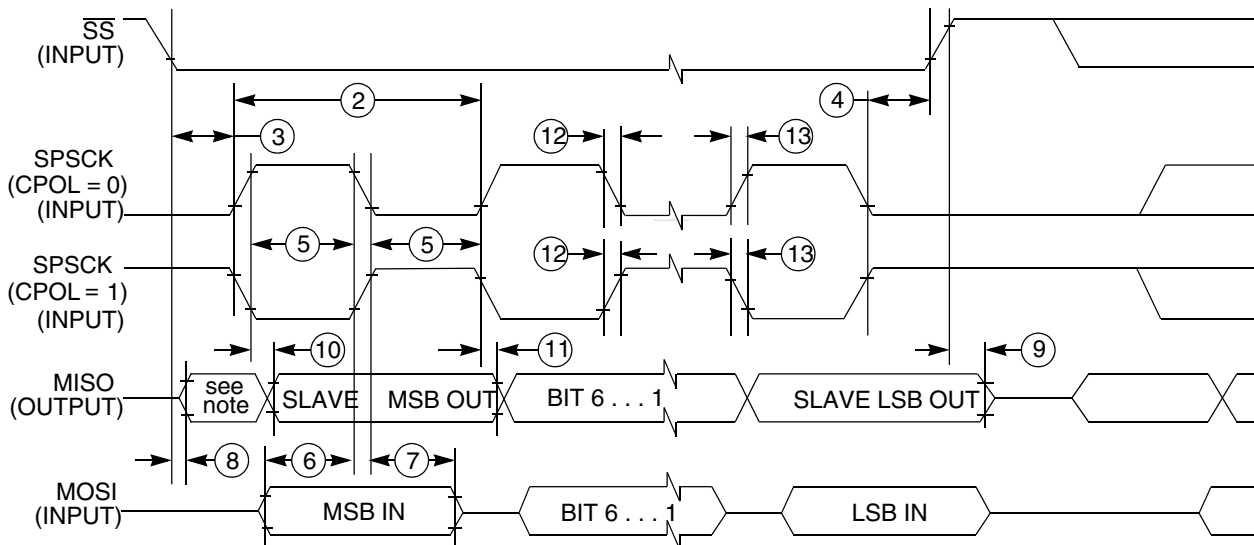 SS
(INPUT)
2
4
3
12
13
SPSCK
(CPOL = 0)
(INPUT)
5
5
SPSCK
(CPOL = 1)
(INPUT)
12
13
10
11
9
MISO
(OUTPUT)
see
note
SLAVE
MSB OUT
BIT 6 . . . 1
SLAVE LSB OUT
8
6
7
MOSI
(INPUT)
MSB IN
BIT 6 . . . 1
LSB IN